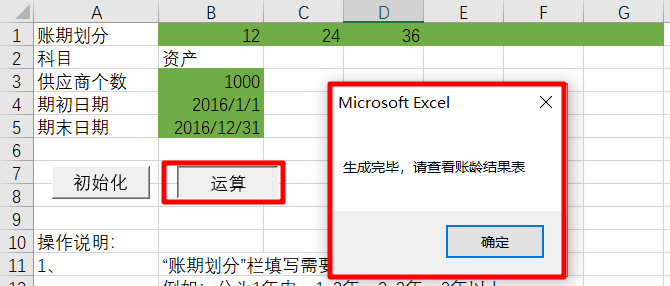 A B C D E F G
1 账期划分 12 24 36
2 科目 资产
3 供应商个数 1000
4 期初日期 2016/1/1
5 期末日期 2016/12/31
6
7
8
9
初始化 运算
Microsoft Excel
生成完毕，请查看账龄结果表
确定
10 操作说明：
11 1、 “账期划分”栏填写需要
12